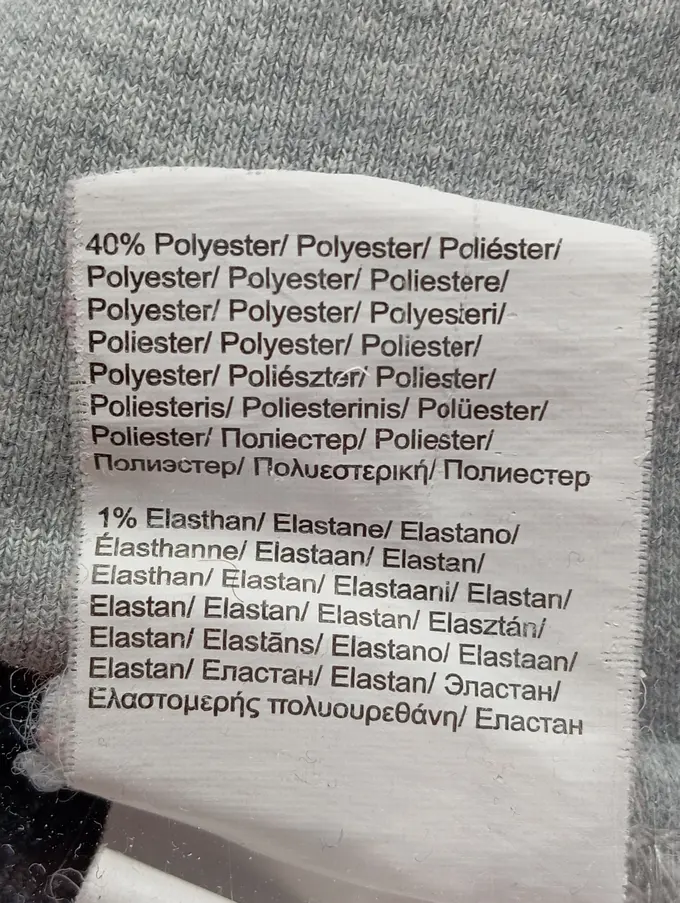 40% Polyester/ Polyester/ Poliéster/
Polyester/ Polyester/ Poliestere/
Polyester/ Polyester/ Polyesteri/
Poliester/ Polyester/ Poliester/
Polyester/ Poliészter/ Poliester/
Poliesteris/ Poliesterinis/ Polüester/
Poliester/ Поліестер/ Poliester/
Полиэстер/ Πολυεστερική/ Полиестер
1% Elasthan/ Elastane/ Elastano/
Élasthanne/ Elastaan/ Elastan/
Elasthan/ Elastan/ Elastaani/ Elastan/
Elastan/ Elastan/ Elastan/ Elasztán/
Elastan/ Elastāns/ Elastano/ Elastaan/
Elastan/ Еластан/ Elastan/ Эластан/
Ελαστομερής πολυουρεθάνη/ Еластан